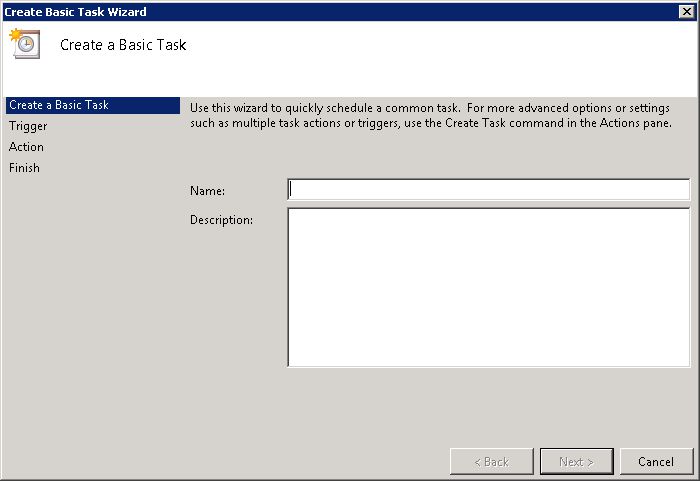 Create Basic Task Wizard
Create a Basic Task
Create a Basic Task
Trigger
Action
Finish
Use this wizard to quickly schedule a common task. For more advanced options or settings
such as multiple task actions or triggers, use the Create Task command in the Actions pane.
Name:
Description:
< Back
Next >
Cancel